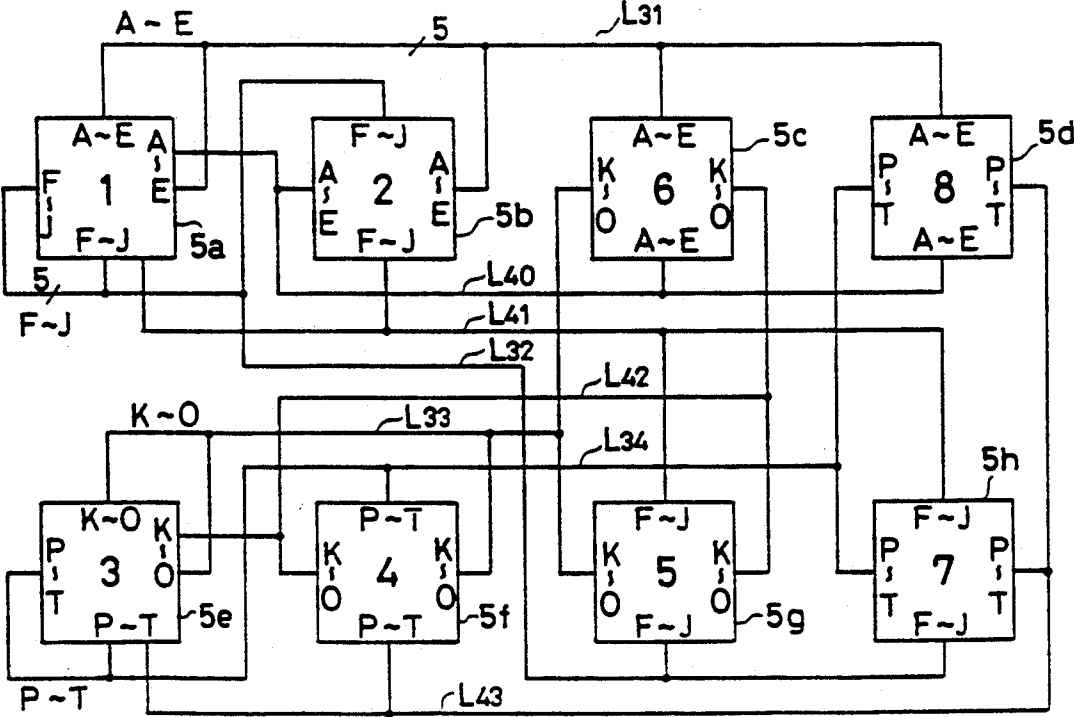 A ~ E
5
L31
A~E
A
~
E
F
~
J
1
F~J
5a
F ~J
A
~
E
2
A
~
E
F~J
5b
A~E
K
~
O
6
K
~
O
A~E
5c
A~E
P
~
T
8
P
~
T
A~E
5d
5
F~J
L40
L41
L32
L42
K ~O
L33
L34
K~O
K
~
O
P
~
T
3
P ~T
5e
P~T
K
~
O
4
K
~
O
P~T
5f
F~J
K
~
O
5
K
~
O
F~J
5g
5h
F~J
P
~
T
7
P
~
T
F~J
P ~T
L43